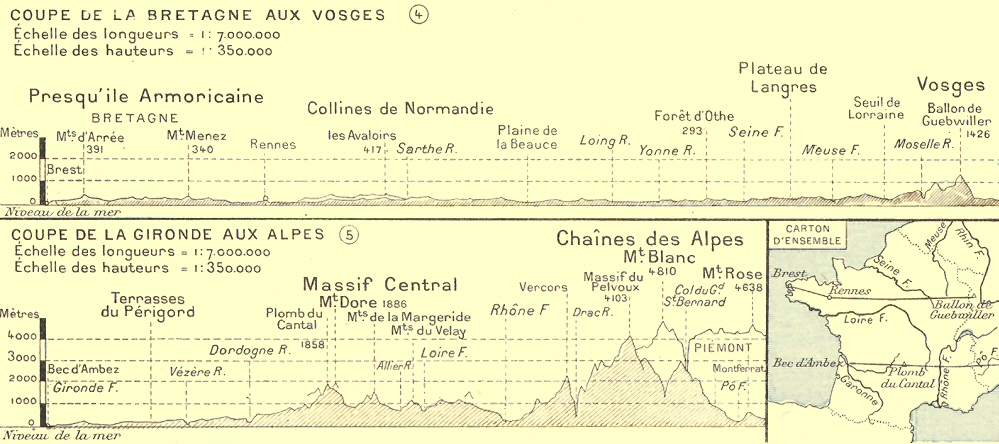 COUPE DE LA BRETAGNE AUX VOSGES 4
Échelle des longueurs = 1: 7.000.000
Échelle des hauteurs = 1: 350.000
Presqu'ile Armoricaine
BRETAGNE
Collines de Normandie
Plateau de
Langres
Vosges
Mètres
Mts d'Arrée
391
Mt Menez
340
Rennes
les Avaloirs
417
Sarthe R.
Plaine de
la Beauce
Loing R.
Forêt d'Othe
293
Yonne R.
Seine F.
Meuse F.
Seuil de
Lorraine
Moselle R.
Ballon de
Guebwiller
1426
2000
1000
0
Brest
Niveau de la mer
COUPE DE LA GIRONDE AUX ALPES 5
Échelle des longueurs = 1: 7.000.000
Échelle des hauteurs = 1: 350.000
Chaînes des Alpes
Massif Central
Terrasses
du Périgord
Mt Dore 1886
Plomb du
Cantal
1858
Mts de la Margeride
Mts du Velay
Vercors
Mt Blanc
4810
Massif du
Pelvoux
4103
Mt Rose
4638
Col du Gd
St Bernard
Rhône F
Drac R.
Dordogne R.
Loire F.
Allier R.
Vézère R.
PIÉMONT
Montferrat
Pô F.
Mètres
4000
3000
2000
1000
0
Bec d'Ambez
Gironde F.
Niveau de la mer
CARTON
D'ENSEMBLE
Meuse
Rhin F.
Seine F.
Brest
Rennes
Ballon de
Guebwiller
Loire F.
Bec d'Ambez
Plomb
du Cantal
Garonne
Rhône F.
Pô F.